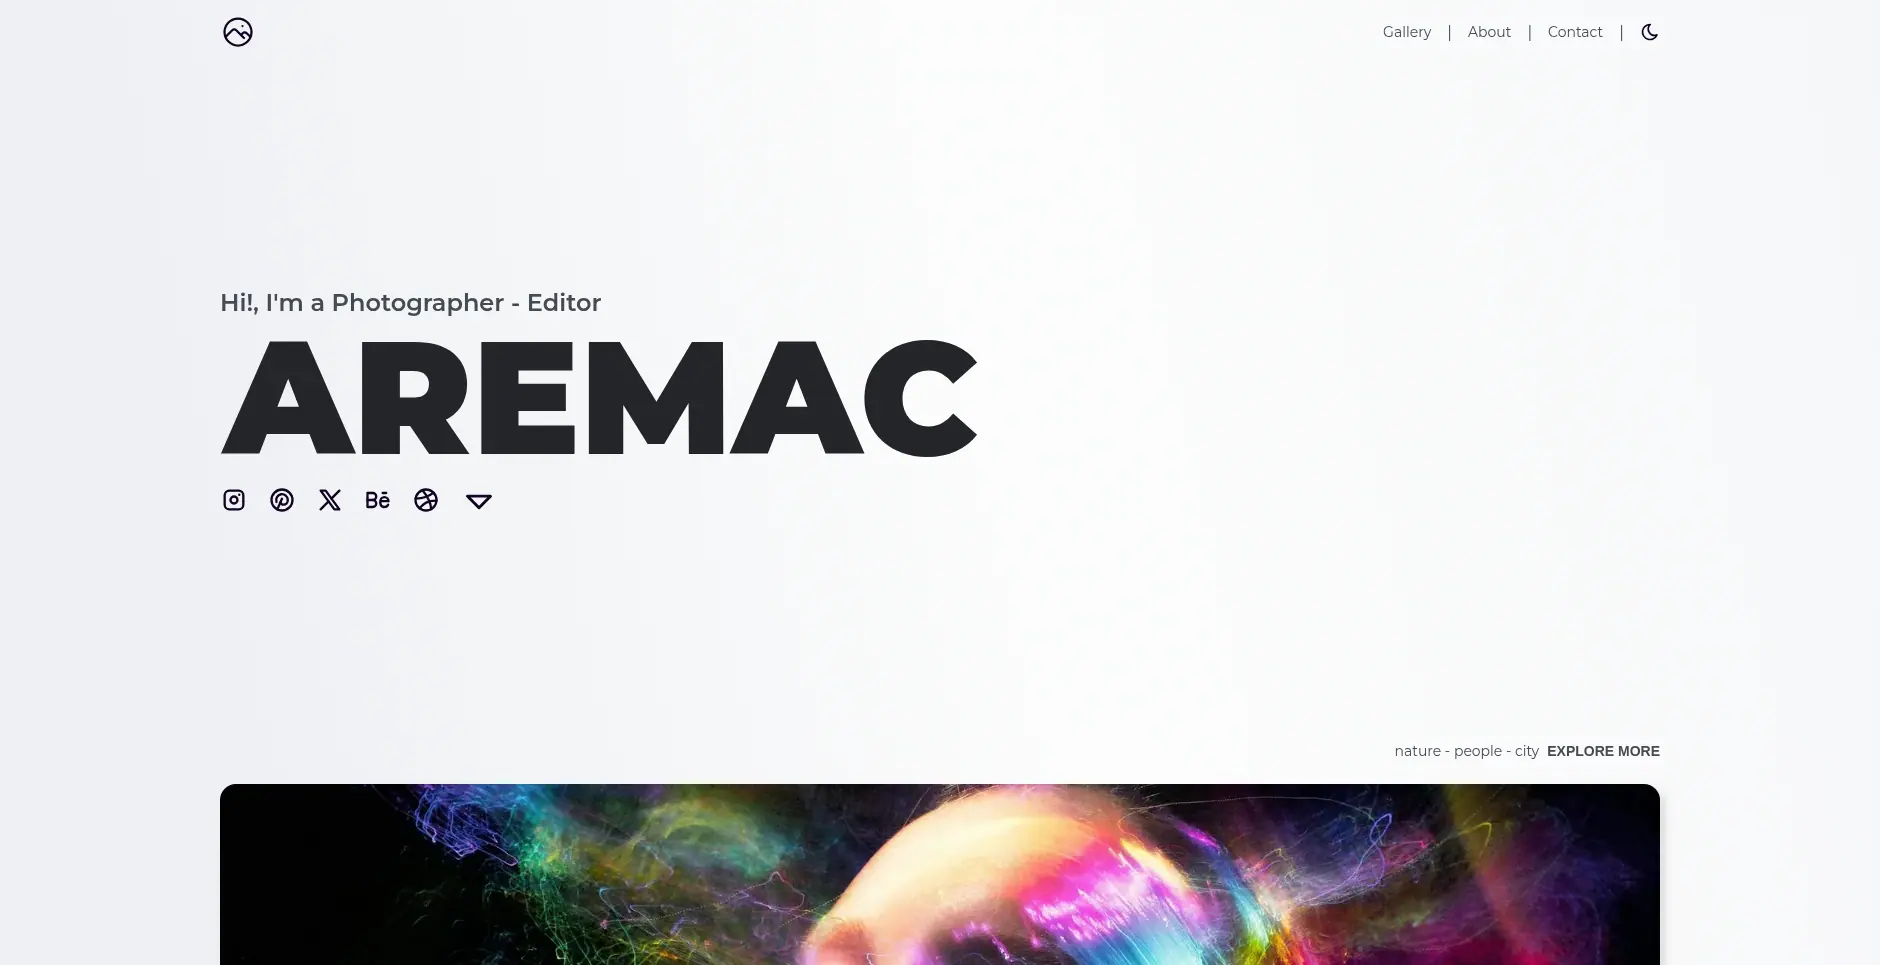 Gallery | About | Contact |
Hi!, I'm a Photographer - Editor
AREMAC
Bē
nature - people - city EXPLORE MORE